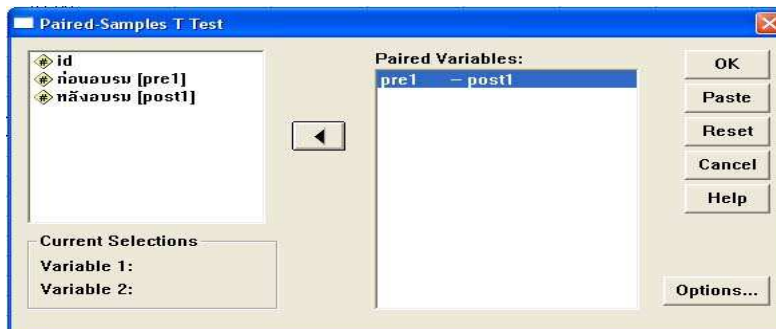 Paired-Samples T Test
id
ก่อนอบรม [pre1]
หลังอบรม [post1]
Current Selections
Variable 1:
Variable 2:
Paired Variables:
pre1 – post1
OK
Paste
Reset
Cancel
Help
Options...